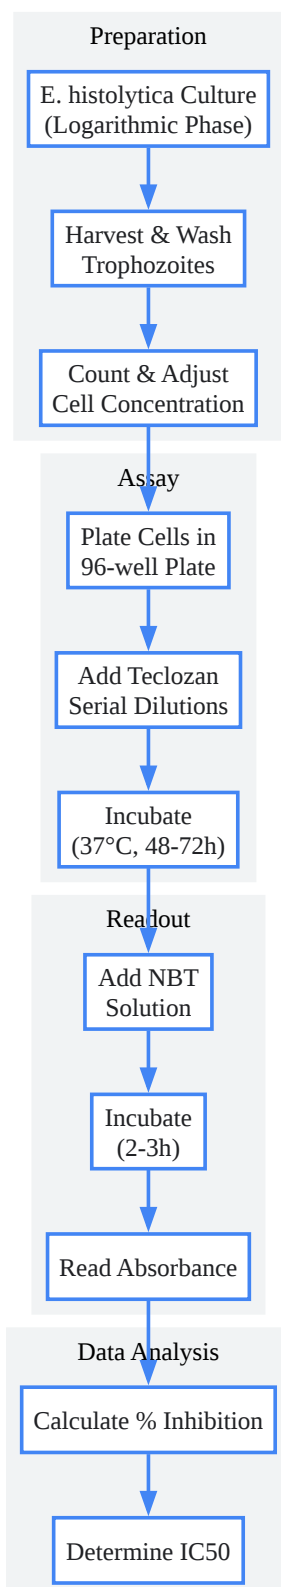 Preparation
E. histolytica Culture
(Logarithmic Phase)
Harvest & Wash
Trophozoites
Count & Adjust
Cell Concentration
Assay
Plate Cells in
96-well Plate
Add Teclozan
Serial Dilutions
Incubate
(37°C, 48-72h)
Readout
Add NBT
Solution
Incubate
(2-3h)
Read Absorbance
Data Analysis
Calculate % Inhibition
Determine IC50